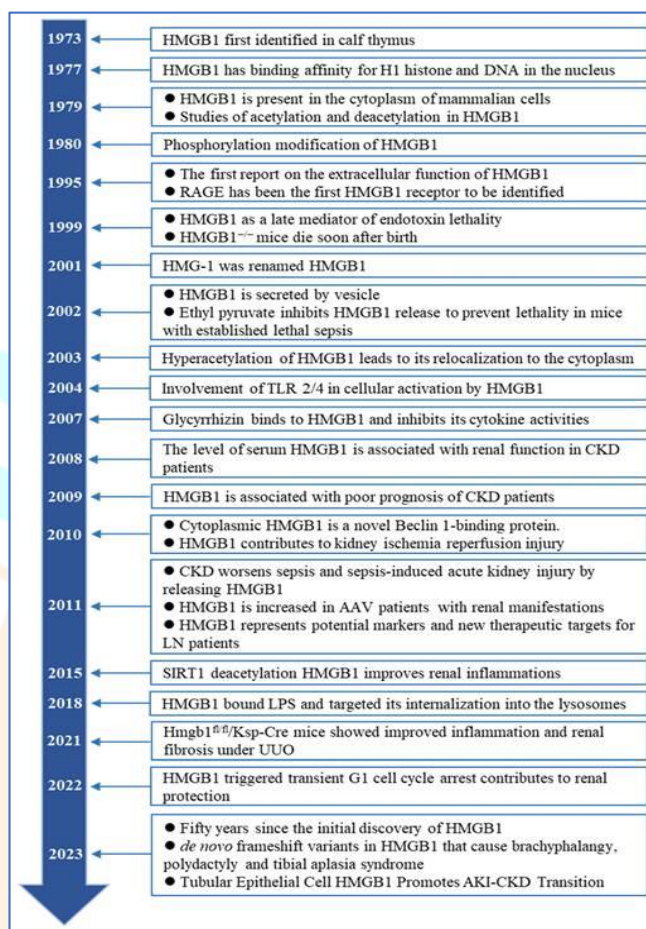 1973
HMGB1 first identified in calf thymus
1977
HMGB1 has binding affinity for H1 histone and DNA in the nucleus
1979
● HMGB1 is present in the cytoplasm of mammalian cells
● Studies of acetylation and deacetylation in HMGB1
1980
Phosphorylation modification of HMGB1
1995
● The first report on the extracellular function of HMGB1
● RAGE has been the first HMGB1 receptor to be identified
1999
● HMGB1 as a late mediator of endotoxin lethality
● HMGB1⁻/⁻ mice die soon after birth
2001
HMG-1 was renamed HMGB1
2002
● HMGB1 is secreted by vesicle
● Ethyl pyruvate inhibits HMGB1 release to prevent lethality in mice
with established lethal sepsis
2003
Hyperacetylation of HMGB1 leads to its relocalization to the cytoplasm
2004
Involvement of TLR 2/4 in cellular activation by HMGB1
2007
Glycyrrhizin binds to HMGB1 and inhibits its cytokine activities
2008
The level of serum HMGB1 is associated with renal function in CKD
patients
2009
HMGB1 is associated with poor prognosis of CKD patients
2010
● Cytoplasmic HMGB1 is a novel Beclin 1-binding protein.
● HMGB1 contributes to kidney ischemia reperfusion injury
2011
● CKD worsens sepsis and sepsis-induced acute kidney injury by
releasing HMGB1
● HMGB1 is increased in AAV patients with renal manifestations
● HMGB1 represents potential markers and new therapeutic targets for
LN patients
2015
SIRT1 deacetylation HMGB1 improves renal inflammations
2018
HMGB1 bound LPS and targeted its internalization into the lysosomes
2021
Hmgb1fl/fl/Ksp-Cre mice showed improved inflammation and renal
fibrosis under UUO
2022
HMGB1 triggered transient G1 cell cycle arrest contributes to renal
protection
2023
● Fifty years since the initial discovery of HMGB1
● de novo frameshift variants in HMGB1 that cause brachyphalangy,
polydactyly and tibial aplasia syndrome
● Tubular Epithelial Cell HMGB1 Promotes AKI-CKD Transition